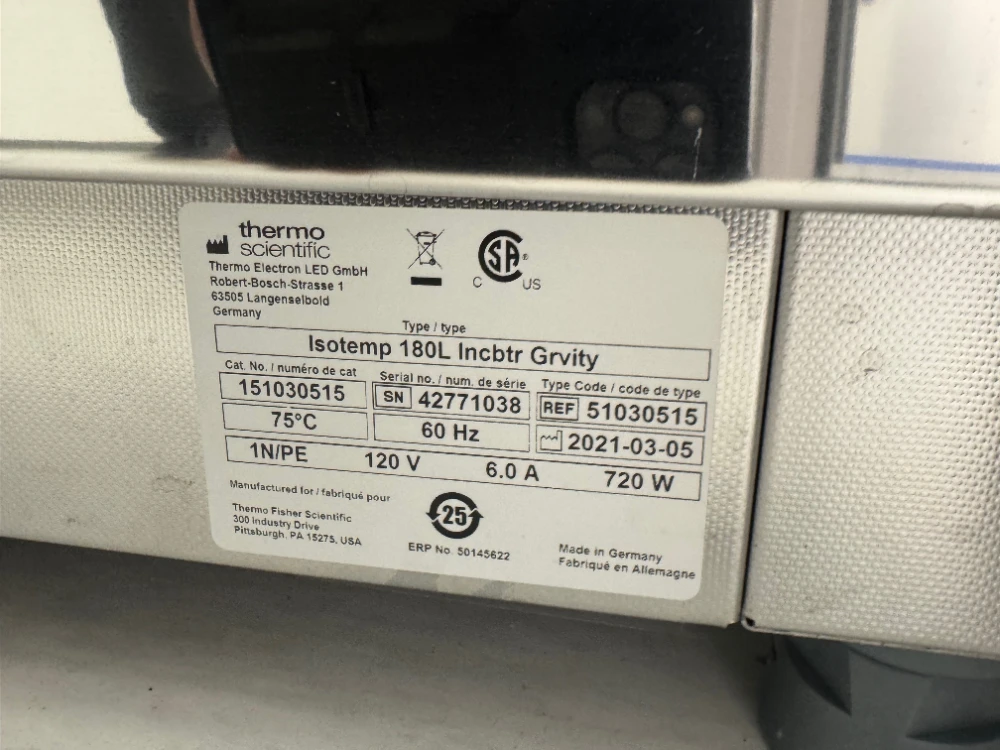 thermo
scientific
Thermo Electron LED GmbH
Robert-Bosch-Strasse 1
63505 Langenselbold
Germany
CSA®
C US
Type / type
Isotemp 180L Incbtr Grvity
Cat. No. / numéro de cat Serial no. / num. de série Type Code / code de type
151030515 SN 42771038 REF 51030515
75°C 60 Hz 2021-03-05
1N/PE 120 V 6.0 A 720 W
Manufactured for / fabriqué pour
Thermo Fisher Scientific
300 Industry Drive
Pittsburgh, PA 15275, USA
25
ERP No. 50145622
Made in Germany
Fabriqué en Allemagne